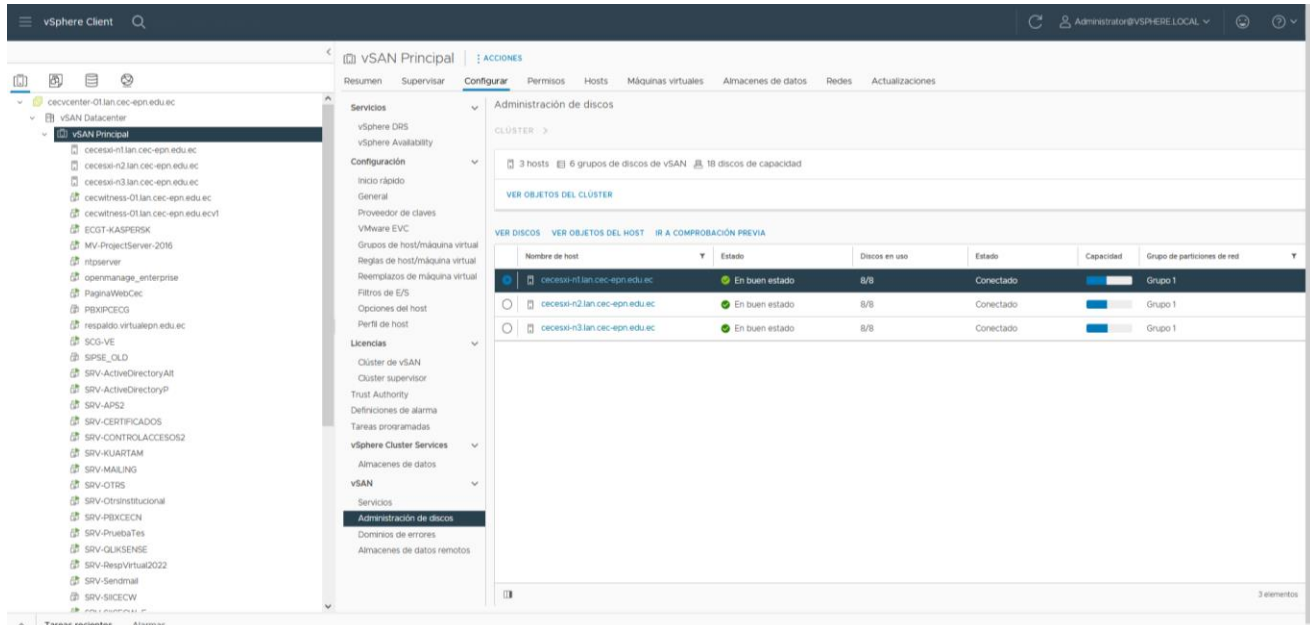 vSphere Client
Administrator@VSPHERE.LOCAL
vSAN Principal
ACCIONES
Resumen Supervisar Configurar Permisos Hosts Máquinas virtuales Almacenes de datos Redes Actualizaciones
cecvcenter-01.lan.cec-epn.edu.ec
vSAN Datacenter
vSAN Principal
cecesxi-n1.lan.cec-epn.edu.ec
cecesxi-n2.lan.cec-epn.edu.ec
cecesxi-n3.lan.cec-epn.edu.ec
cecwitness-01.lan.cec-epn.edu.ec
cecwitness-01.lan.cec-epn.edu.ecv1
ECGT-KASPERSK
MV-ProjectServer-2016
ntpserver
openmanage_enterprise
PaginaWebCec
PBXIPCECG
respaldo.virtualepn.edu.ec
SCG-VE
SIPSE_OLD
SRV-ActiveDirectoryAlt
SRV-ActiveDirectoryP
SRV-APS2
SRV-CERTIFICADOS
SRV-CONTROLACCESOS2
SRV-KUARTAM
SRV-MAILING
SRV-OTRS
SRV-OtrsInstitucional
SRV-PBXCECN
SRV-PruebaTes
SRV-QLIKSENSE
SRV-RespVirtual2022
SRV-Sendmail
SRV-SIICECW
Servicios
vSphere DRS
vSphere Availability
Configuración
Inicio rápido
General
Proveedor de claves
VMware EVC
Grupos de host/máquina virtual
Reglas de host/máquina virtual
Reemplazos de máquina virtual
Filtros de E/S
Opciones del host
Perfil de host
Licencias
Clúster de vSAN
Clúster supervisor
Trust Authority
Definiciones de alarma
Tareas programadas
vSphere Cluster Services
Almacenes de datos
vSAN
Servicios
Administración de discos
Dominios de errores
Almacenes de datos remotos
Administración de discos
CLÚSTER >
3 hosts 6 grupos de discos de vSAN 18 discos de capacidad
VER OBJETOS DEL CLÚSTER
VER DISCOS VER OBJETOS DEL HOST IR A COMPROBACIÓN PREVIA
Nombre de host Estado Discos en uso Estado Capacidad Grupo de particiones de red
cecesxi-n1.lan.cec-epn.edu.ec En buen estado 8/8 Conectado Grupo 1
cecesxi-n2.lan.cec-epn.edu.ec En buen estado 8/8 Conectado Grupo 1
cecesxi-n3.lan.cec-epn.edu.ec En buen estado 8/8 Conectado Grupo 1
3 elementos
Tareas recientes Alarmas